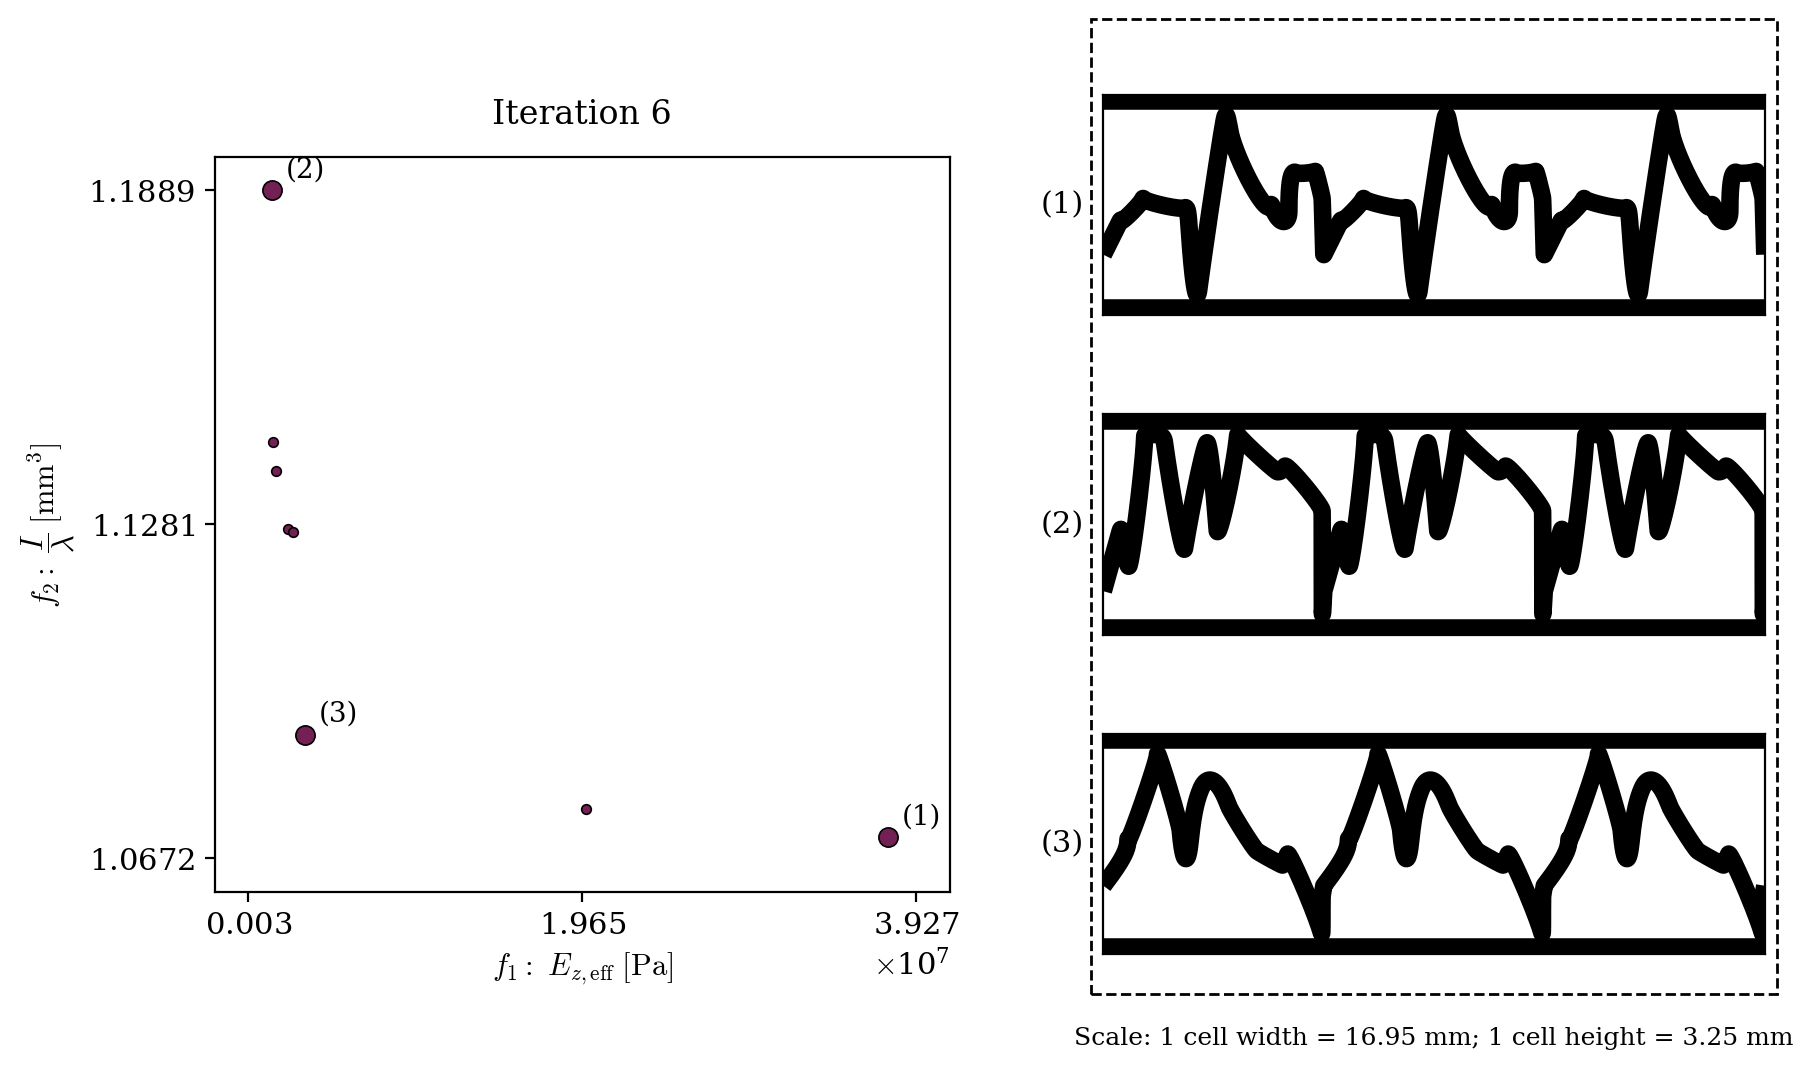 Iteration 6
(2)
1.1889
1.1281
(3)
(1)
1.0672
0.003 1.965 3.927
×10⁷
f₂ : I/λ [mm³]
f₁ : E_{z,eff} [Pa]
(1)
(2)
(3)
Scale: 1 cell width = 16.95 mm; 1 cell height = 3.25 mm